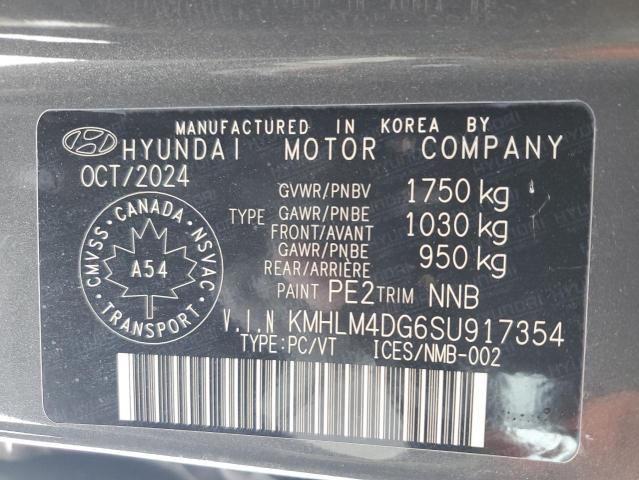 MANUFACTURED IN KOREA BY
HYUNDAI MOTOR COMPANY
OCT/2024
GVWR/PNBV 1750 kg
TYPE GAWR/PNBE FRONT/AVANT 1030 kg
GAWR/PNBE REAR/ARRIÈRE 950 kg
CANADA
CMVSS NSVAC
A54
TRANSPORT
PAINT PE2 TRIM NNB
V.I.N KMHLM4DG6SU917354
TYPE:PC/VT ICES/NMB-002